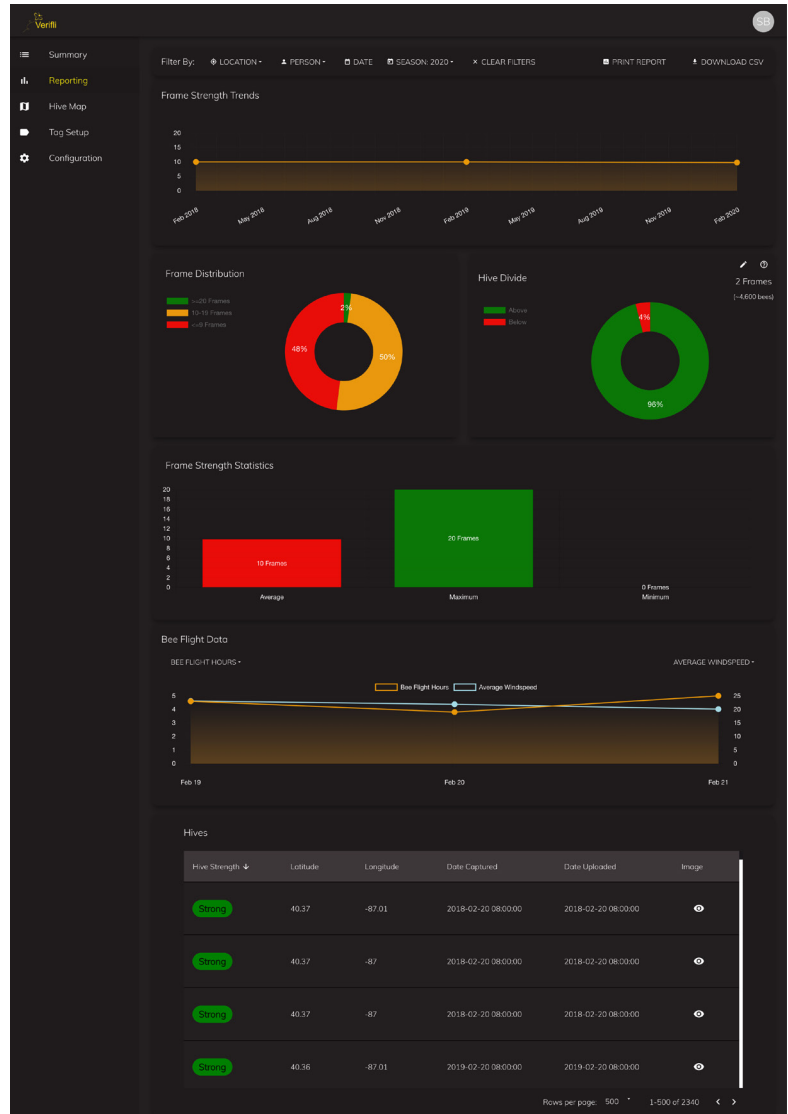 Verifli
SB
Summary
Reporting
Hive Map
Tag Setup
Configuration
Filter By: LOCATION PERSON DATE SEASON: 2020 × CLEAR FILTERS PRINT REPORT DOWNLOAD CSV
Frame Strength Trends
20
15
10
5
0
Feb 2018 May 2018 Aug 2018 Nov 2018 Feb 2019 May 2019 Aug 2019 Nov 2019 Feb 2020
Frame Distribution
>=20 Frames
10-19 Frames
<=9 Frames
2%
48%
50%
Hive Divide
2 Frames
(~4,600 bees)
Above
Below
4%
96%
Frame Strength Statistics
20
18
16
14
12
10
8
6
4
2
0
10 Frames
20 Frames
0 Frames
Average Maximum Minimum
Bee Flight Data
BEE FLIGHT HOURS AVERAGE WINDSPEED
Bee Flight Hours Average Windspeed
5 25
4 20
3 15
2 10
1 5
0 0
Feb 19 Feb 20 Feb 21
Hives
Hive Strength Latitude Longitude Date Captured Date Uploaded Image
Strong 40.37 -87.01 2018-02-20 08:00:00 2018-02-20 08:00:00
Strong 40.37 -87 2018-02-20 08:00:00 2018-02-20 08:00:00
Strong 40.37 -87 2018-02-20 08:00:00 2018-02-20 08:00:00
Strong 40.36 -87.01 2019-02-20 08:00:00 2019-02-20 08:00:00
Rows per page: 500 1-500 of 2340